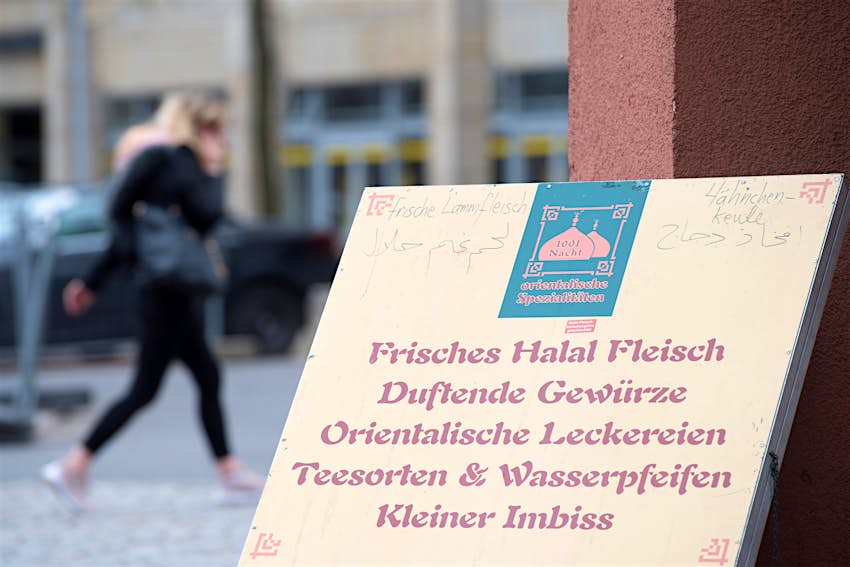 frische Lammfleisch
لحم غنم حلال
1001
Nacht
orientalische
Spezialitäten
Hähnchen-
keule
افخاذ دجاج
Frisches Halal Fleisch
Duftende Gewürze
Orientalische Leckereien
Teesorten & Wasserpfeifen
Kleiner Imbiss